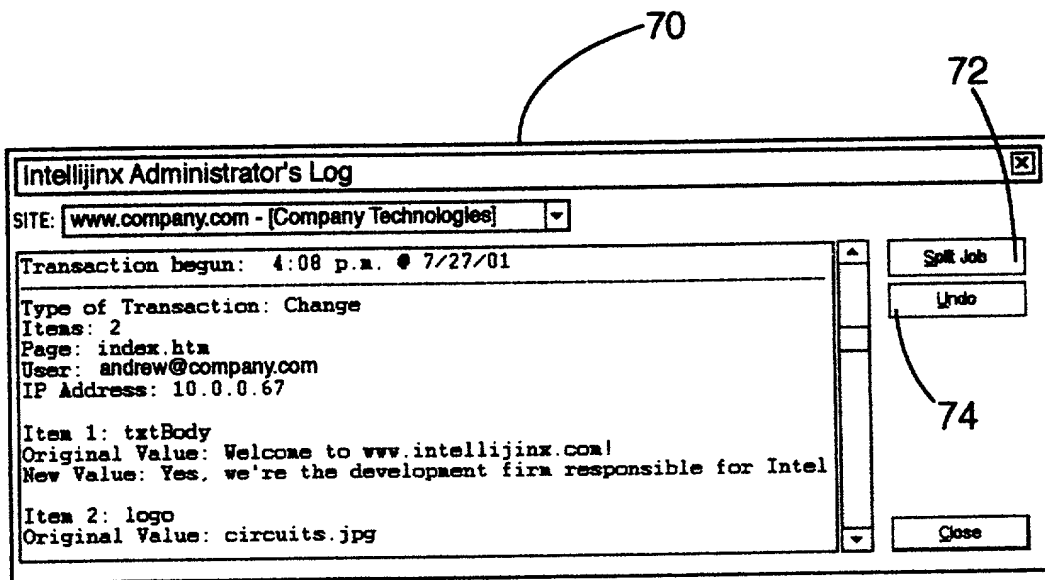 70
72
Intellijinx Administrator's Log
SITE: www.company.com - [Company Technologies]
Transaction begun: 4:08 p.m. @ 7/27/01
Split Job
Type of Transaction: Change
Undo
Items: 2
Page: index.htm
User: andrew@company.com
IP Address: 10.0.0.67
74
Item 1: txtBody
Original Value: Welcome to www.intellijinx.com!
New Value: Yes, we're the development firm responsible for Intel
Item 2: logo
Original Value: circuits.jpg
Close